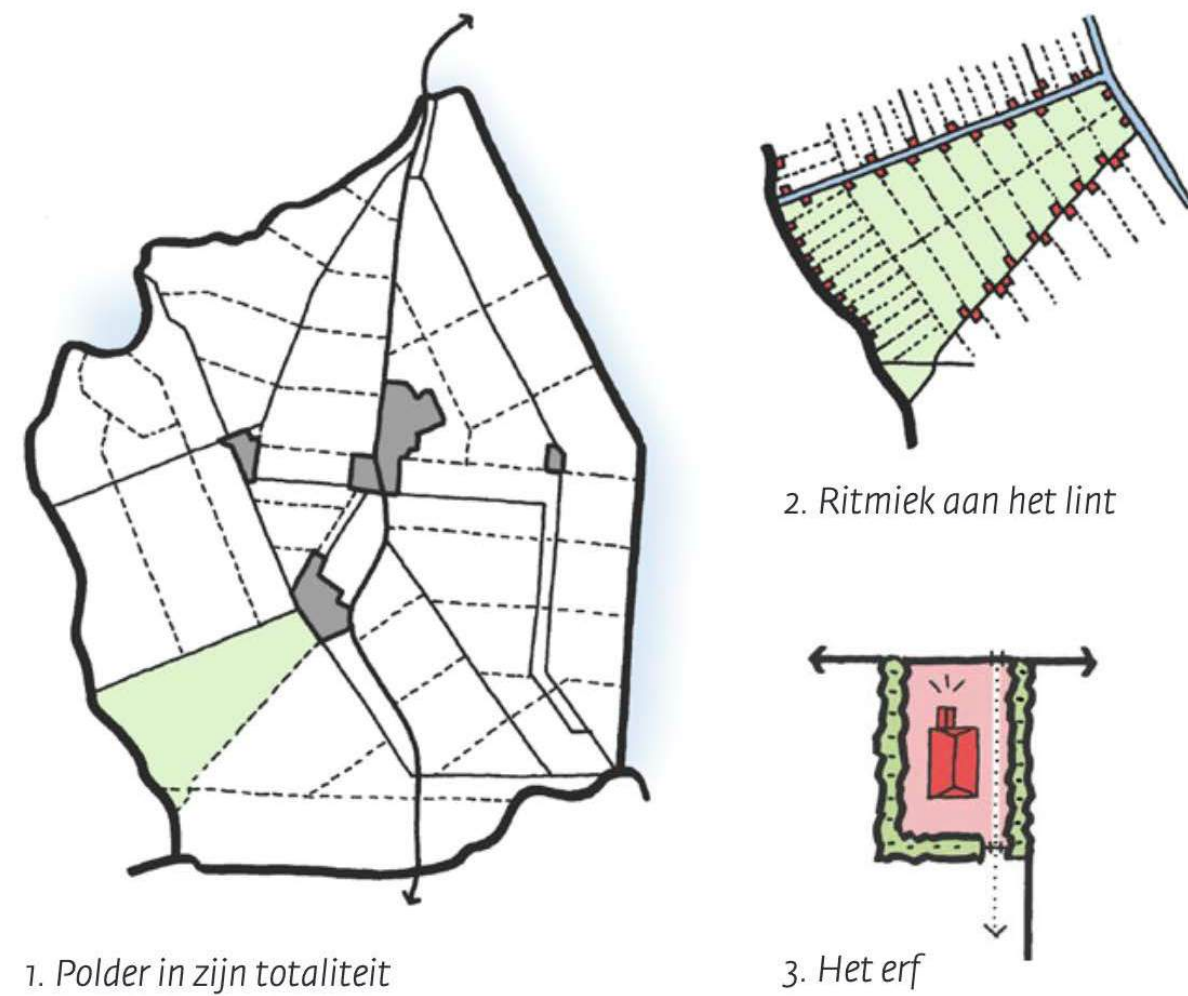 1. Polder in zijn totaliteit
2. Ritmiek aan het lint
3. Het erf